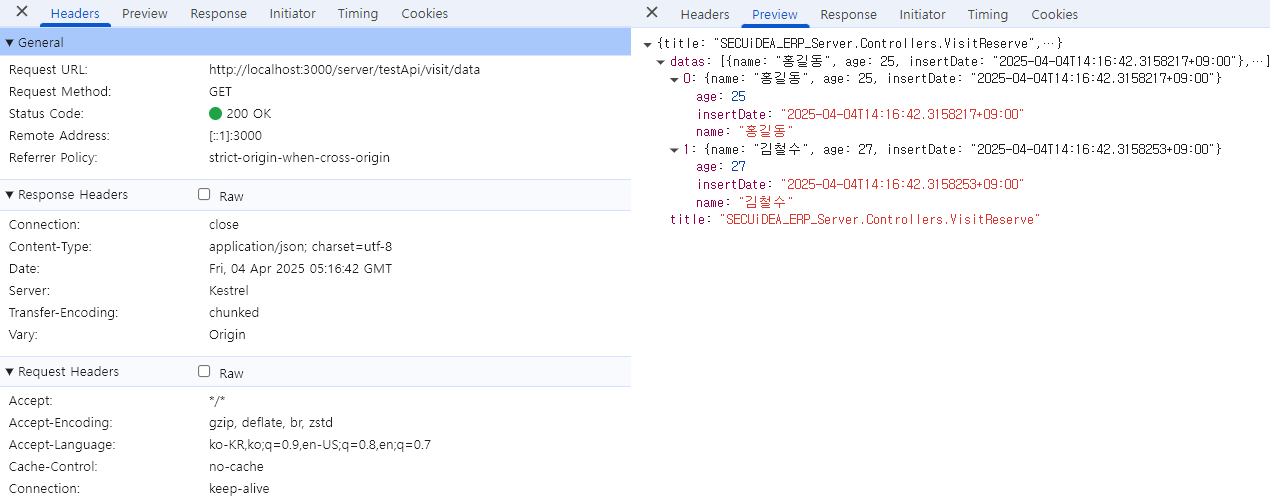 Headers Preview Response Initiator Timing Cookies
General
Request URL: http://localhost:3000/server/testApi/visit/data
Request Method: GET
Status Code: 200 OK
Remote Address: [::1]:3000
Referrer Policy: strict-origin-when-cross-origin
Response Headers Raw
Connection: close
Content-Type: application/json; charset=utf-8
Date: Fri, 04 Apr 2025 05:16:42 GMT
Server: Kestrel
Transfer-Encoding: chunked
Vary: Origin
Request Headers Raw
Accept: */*
Accept-Encoding: gzip, deflate, br, zstd
Accept-Language: ko-KR,ko;q=0.9,en-US;q=0.8,en;q=0.7
Cache-Control: no-cache
Connection: keep-alive
Headers Preview Response Initiator Timing Cookies
{title: "SECUiDEA_ERP_Server.Controllers.VisitReserve",…}
datas: [{name: "홍길동", age: 25, insertDate: "2025-04-04T14:16:42.3158217+09:00"},…]
0: {name: "홍길동", age: 25, insertDate: "2025-04-04T14:16:42.3158217+09:00"}
age: 25
insertDate: "2025-04-04T14:16:42.3158217+09:00"
name: "홍길동"
1: {name: "김철수", age: 27, insertDate: "2025-04-04T14:16:42.3158253+09:00"}
age: 27
insertDate: "2025-04-04T14:16:42.3158253+09:00"
name: "김철수"
title: "SECUiDEA_ERP_Server.Controllers.VisitReserve"